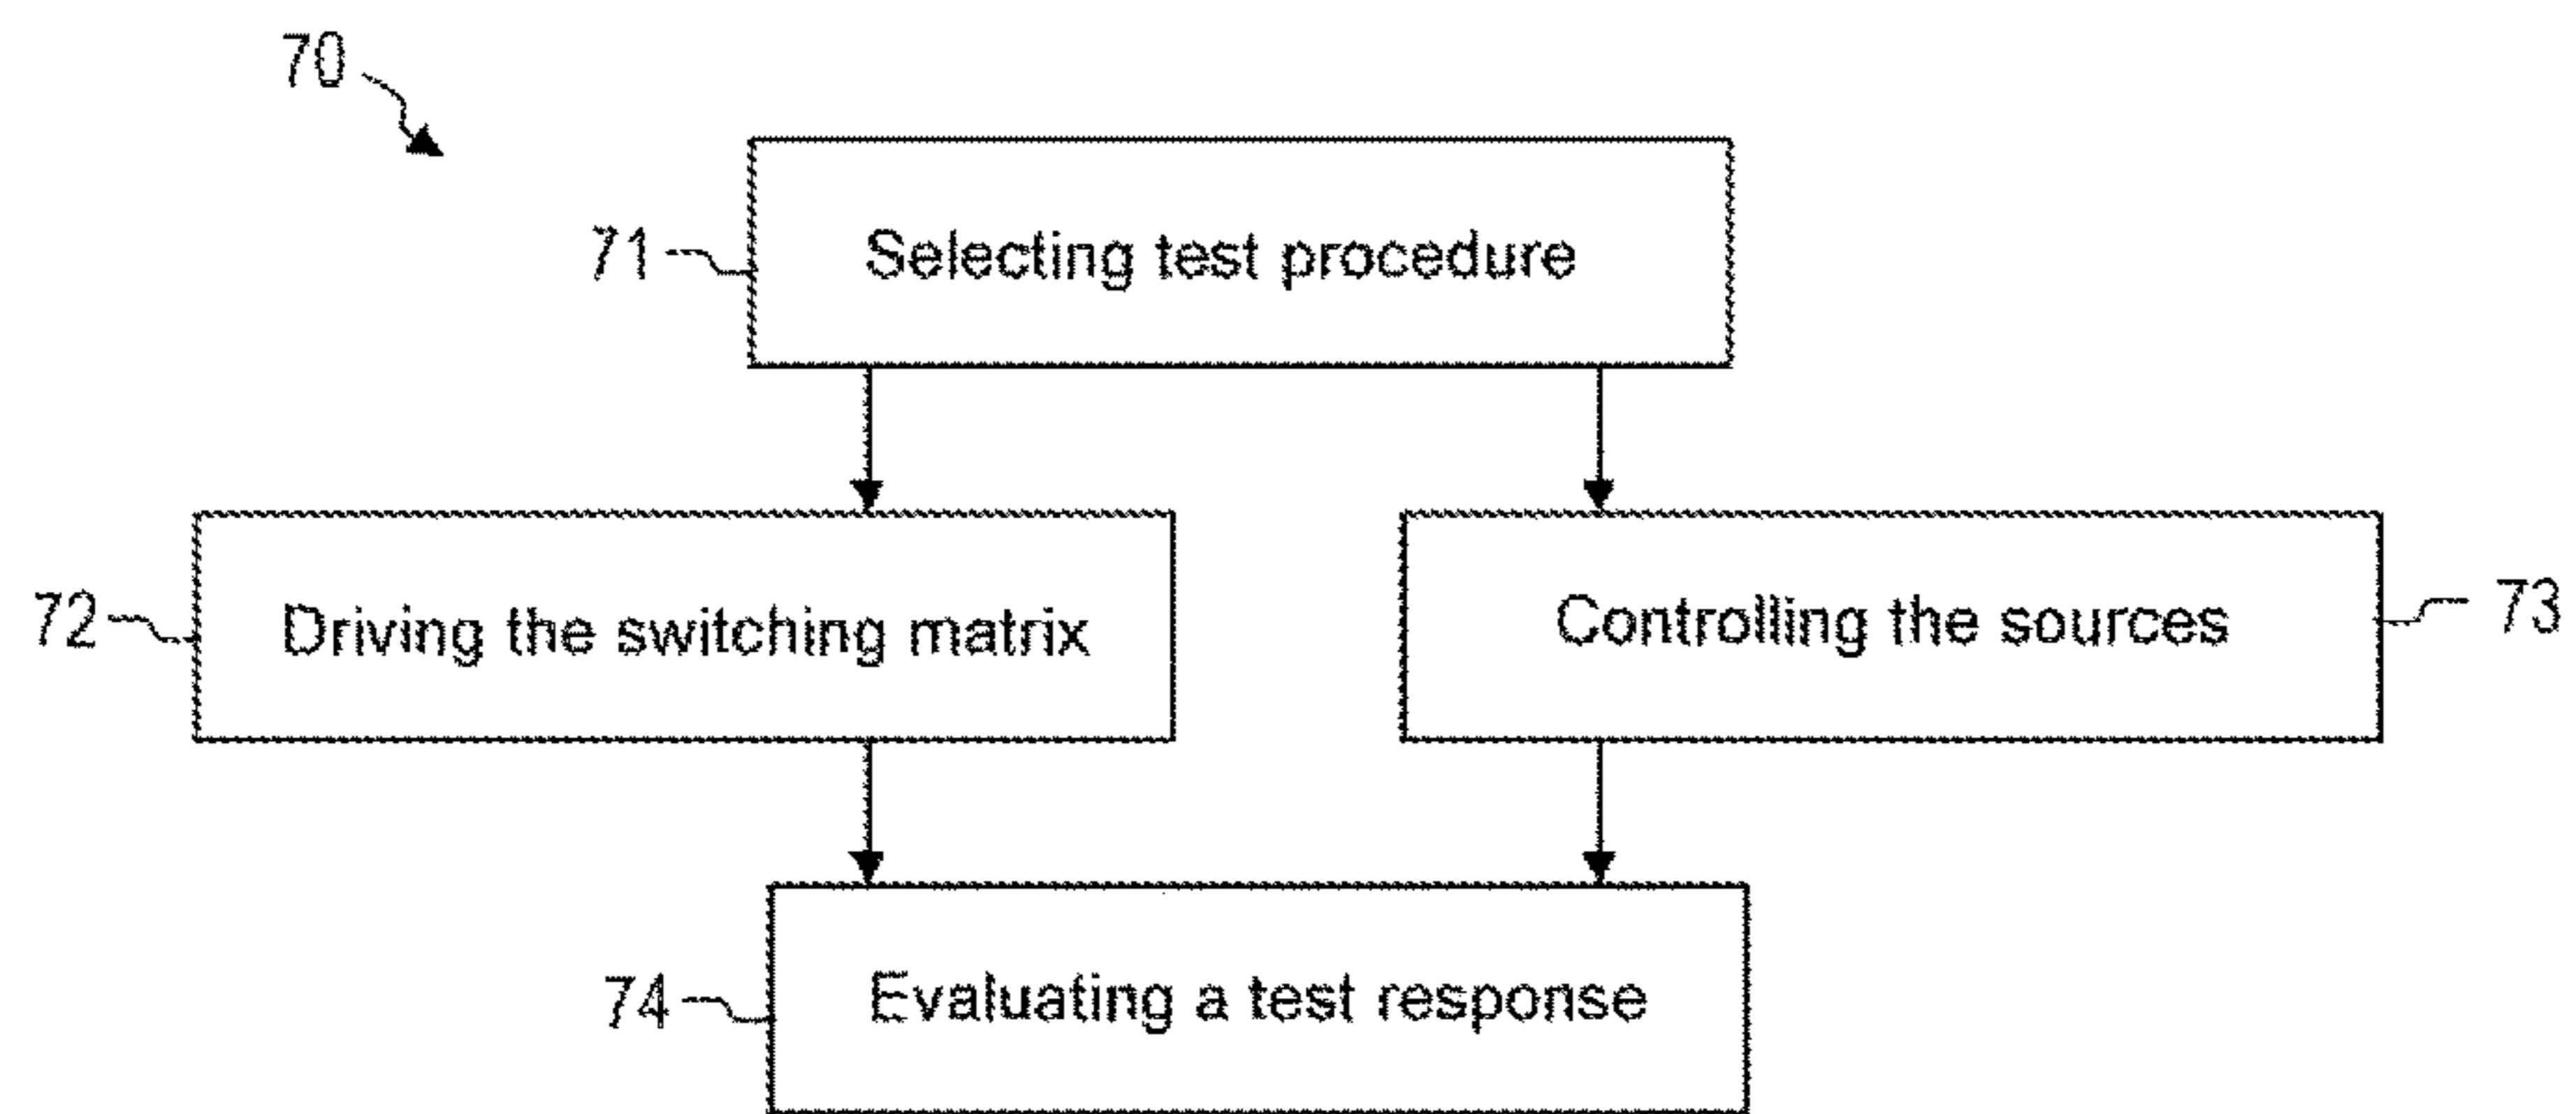 70
71
Selecting test procedure
72
Driving the switching matrix
Controlling the sources
73
74
Evaluating a test response